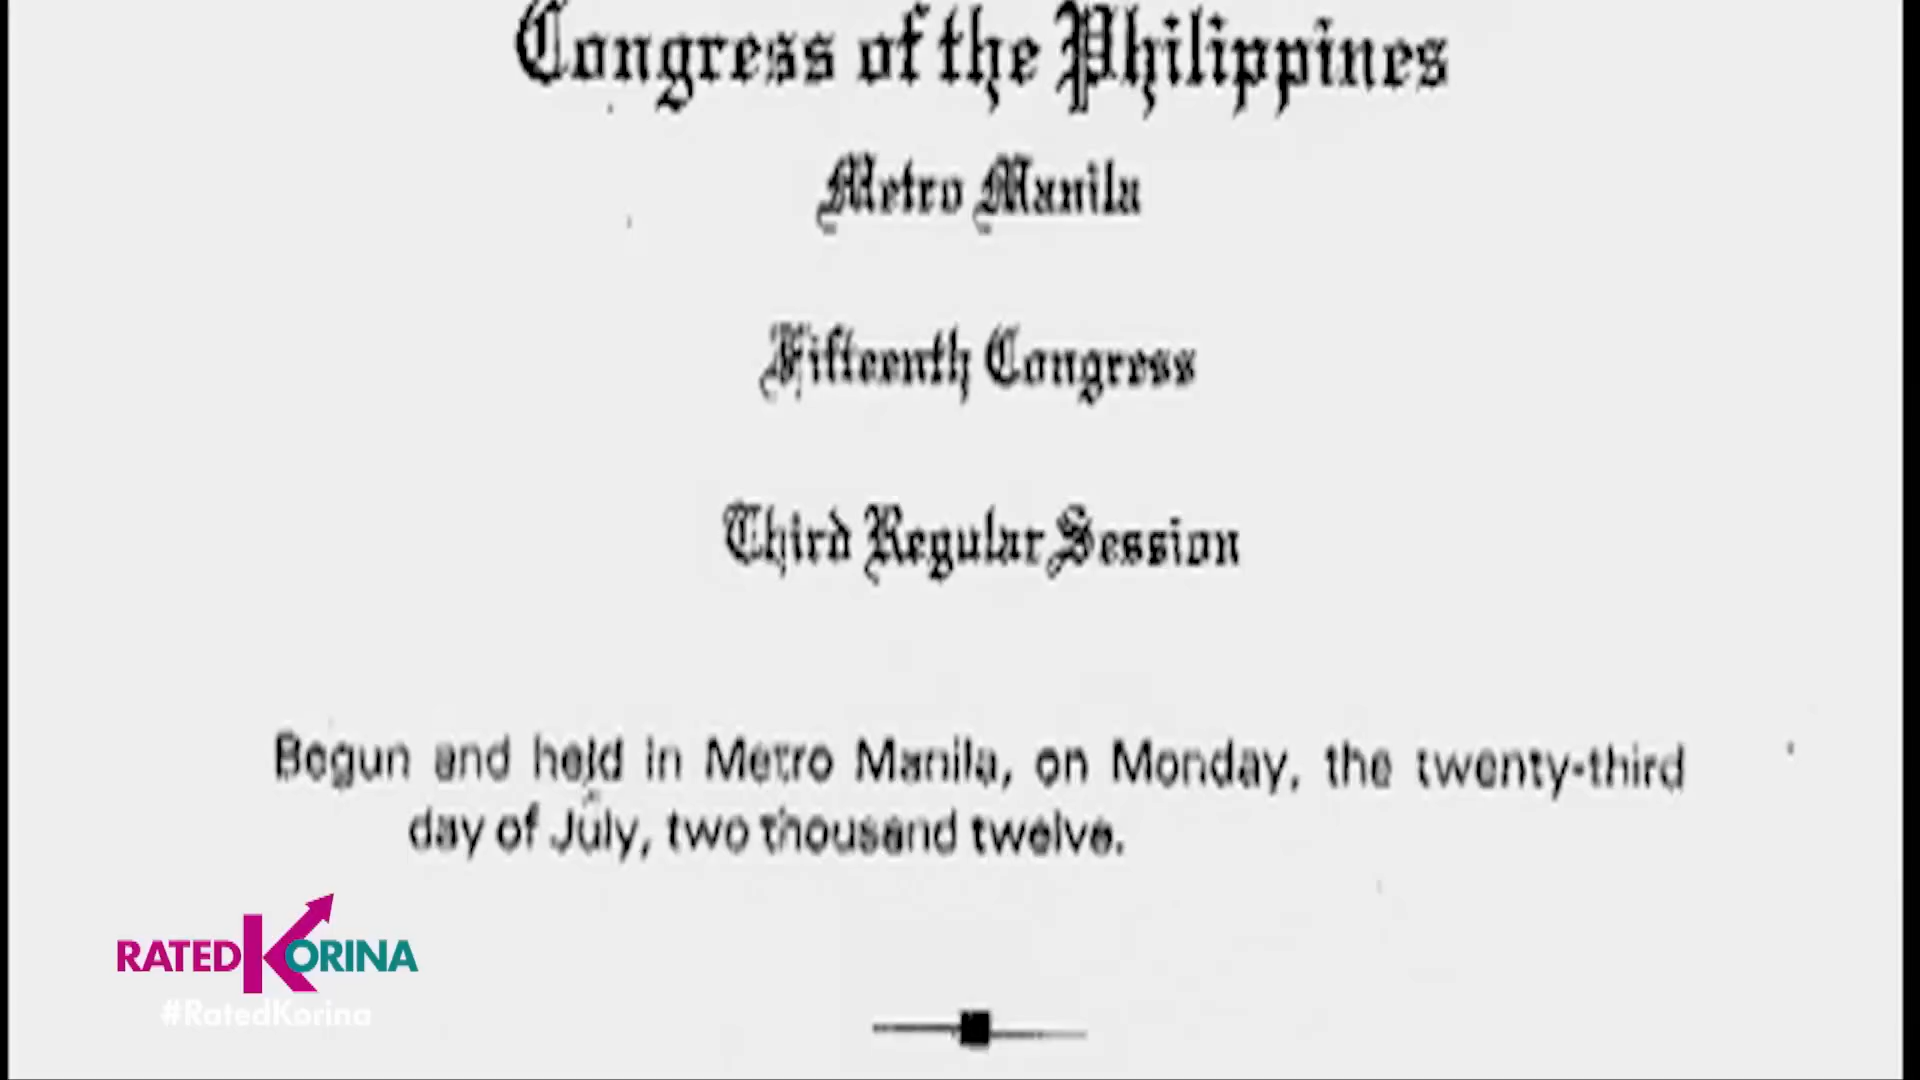 Congress of the Philippines
Metro Manila
Fifteenth Congress
Third Regular Session
Begun and held in Metro Manila, on Monday, the twenty-third
day of July, two thousand twelve.
RATED KORINA
#RatedKorina